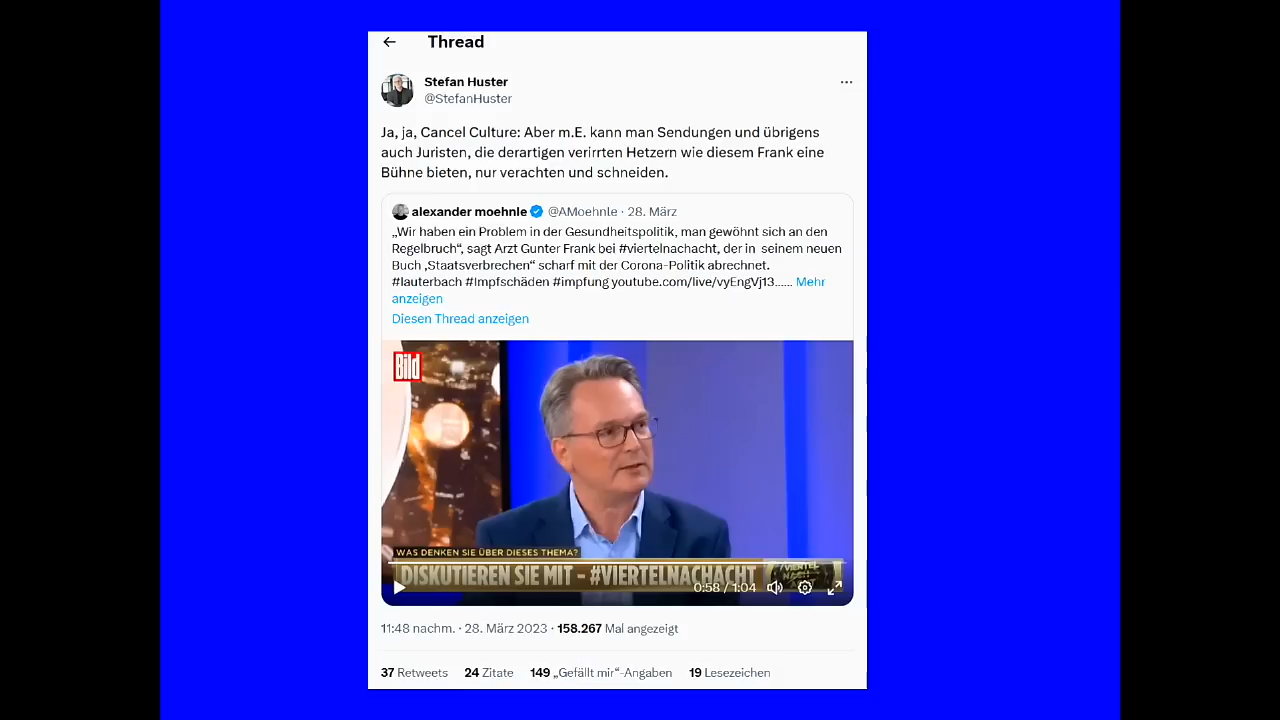 Thread
Stefan Huster
@StefanHuster
Ja, ja, Cancel Culture: Aber m.E. kann man Sendungen und übrigens
auch Juristen, die derartigen verirrten Hetzern wie diesem Frank eine
Bühne bieten, nur verachten und schneiden.
alexander moehnle @AMoehnle · 28. März
„Wir haben ein Problem in der Gesundheitspolitik, man gewöhnt sich an den
Regelbruch“, sagt Arzt Gunter Frank bei #viertelnachacht, der in seinem neuen
Buch ‚Staatsverbrechen“ scharf mit der Corona-Politik abrechnet.
#lauterbach #Impfschäden #impfung youtube.com/live/vyEngVj13…... Mehr
anzeigen
Diesen Thread anzeigen
Bild
WAS DENKEN SIE ÜBER DIESES THEMA?
DISKUTIEREN SIE MIT - #VIERTELNACHACHT
VIERTEL
NACH
ACHT
0:58 / 1:04
11:48 nachm. · 28. März 2023 · 158.267 Mal angezeigt
37 Retweets 24 Zitate 149 „Gefällt mir“-Angaben 19 Lesezeichen